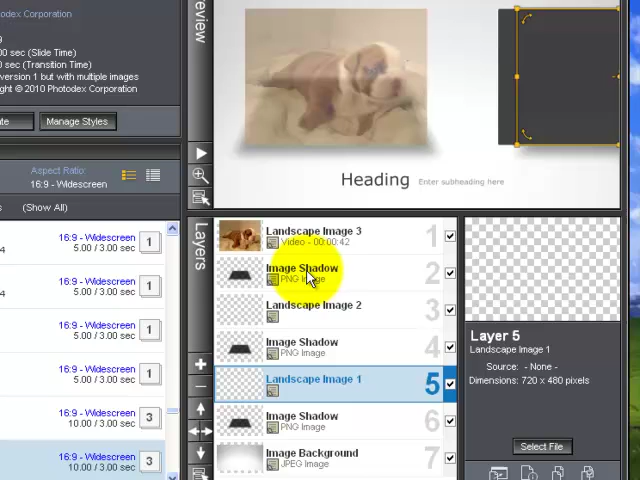 Photodex Corporation
00 sec (Slide Time)
00 sec (Transition Time)
version 1 but with multiple images
ght © 2010 Photodex Corporation
Manage Styles
Aspect Ratio:
16:9 - Widescreen
(Show All)
16:9 - Widescreen
5.00 / 3.00 sec
1
16:9 - Widescreen
5.00 / 3.00 sec
1
16:9 - Widescreen
5.00 / 3.00 sec
1
16:9 - Widescreen
5.00 / 3.00 sec
1
16:9 - Widescreen
10.00 / 3.00 sec
3
16:9 - Widescreen
10.00 / 3.00 sec
3
review
Heading
Enter subheading here
Layers
Landscape Image 3
Video - 00:00:42
1
Image Shadow
PNG Image
2
Landscape Image 2
3
Image Shadow
PNG Image
4
Landscape Image 1
5
Image Shadow
PNG Image
6
Image Background
JPEG Image
7
Layer 5
Landscape Image 1
Source: - None -
Dimensions: 720 x 480 pixels
Select File